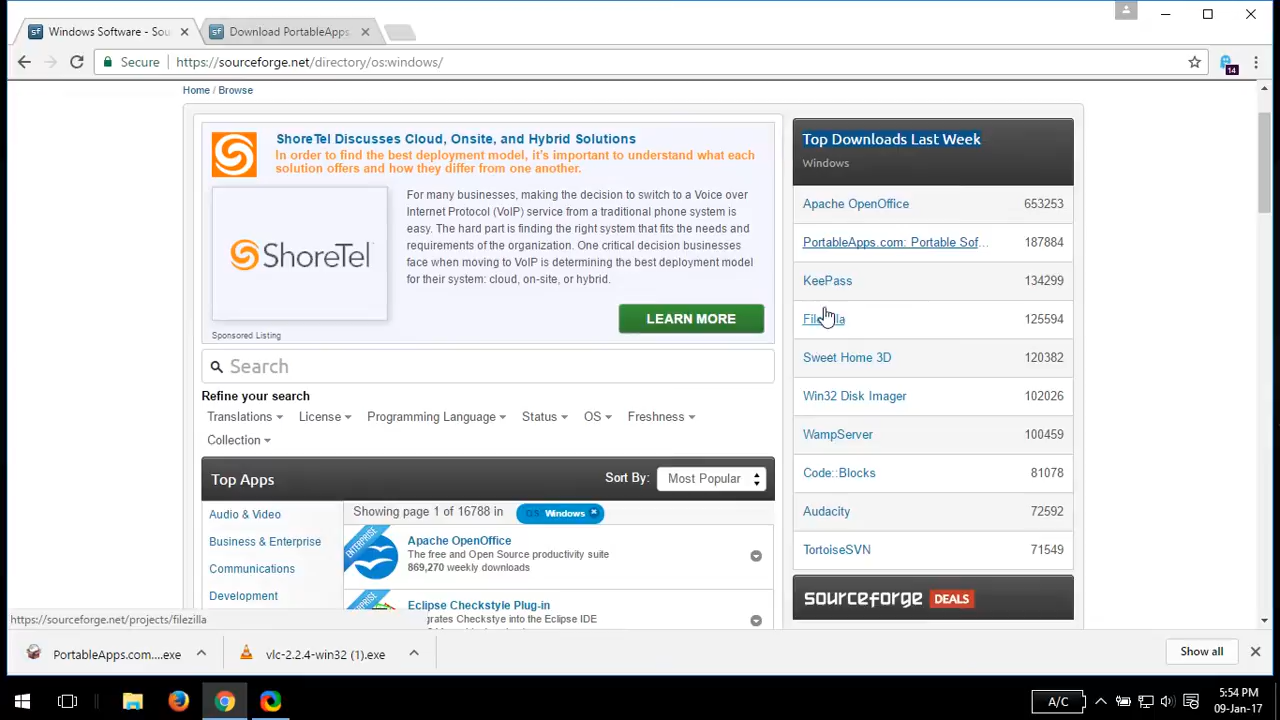 Windows Software - Sou
Download PortableApps.
Secure
https://sourceforge.net/directory/os:windows/
14
Home / Browse
ShoreTel Discusses Cloud, Onsite, and Hybrid Solutions
In order to find the best deployment model, it's important to understand what each
solution offers and how they differ from one another.
ShoreTel
For many businesses, making the decision to switch to a Voice over
Internet Protocol (VoIP) service from a traditional phone system is
easy. The hard part is finding the right system that fits the needs and
requirements of the organization. One critical decision businesses
face when moving to VoIP is determining the best deployment model
for their system: cloud, on-site, or hybrid.
LEARN MORE
Sponsored Listing
Search
Refine your search
Translations License Programming Language Status OS Freshness
Collection
Top Apps
Sort By: Most Popular
Audio & Video
Business & Enterprise
Communications
Development
Showing page 1 of 16788 in
OS: Windows
ENTERPRISE
Apache OpenOffice
The free and Open Source productivity suite
869,270 weekly downloads
ENTERPRISE
Eclipse Checkstyle Plug-in
grates Checkstye into the Eclipse IDE
Top Downloads Last Week
Windows
Apache OpenOffice 653253
PortableApps.com: Portable Sof... 187884
KeePass 134299
FileZilla 125594
Sweet Home 3D 120382
Win32 Disk Imager 102026
WampServer 100459
Code::Blocks 81078
Audacity 72592
TortoiseSVN 71549
sourceforge DEALS
https://sourceforge.net/projects/filezilla
PortableApps.com....exe
vlc-2.2.4-win32 (1).exe
Show all
A/C
5:54 PM
09-Jan-17